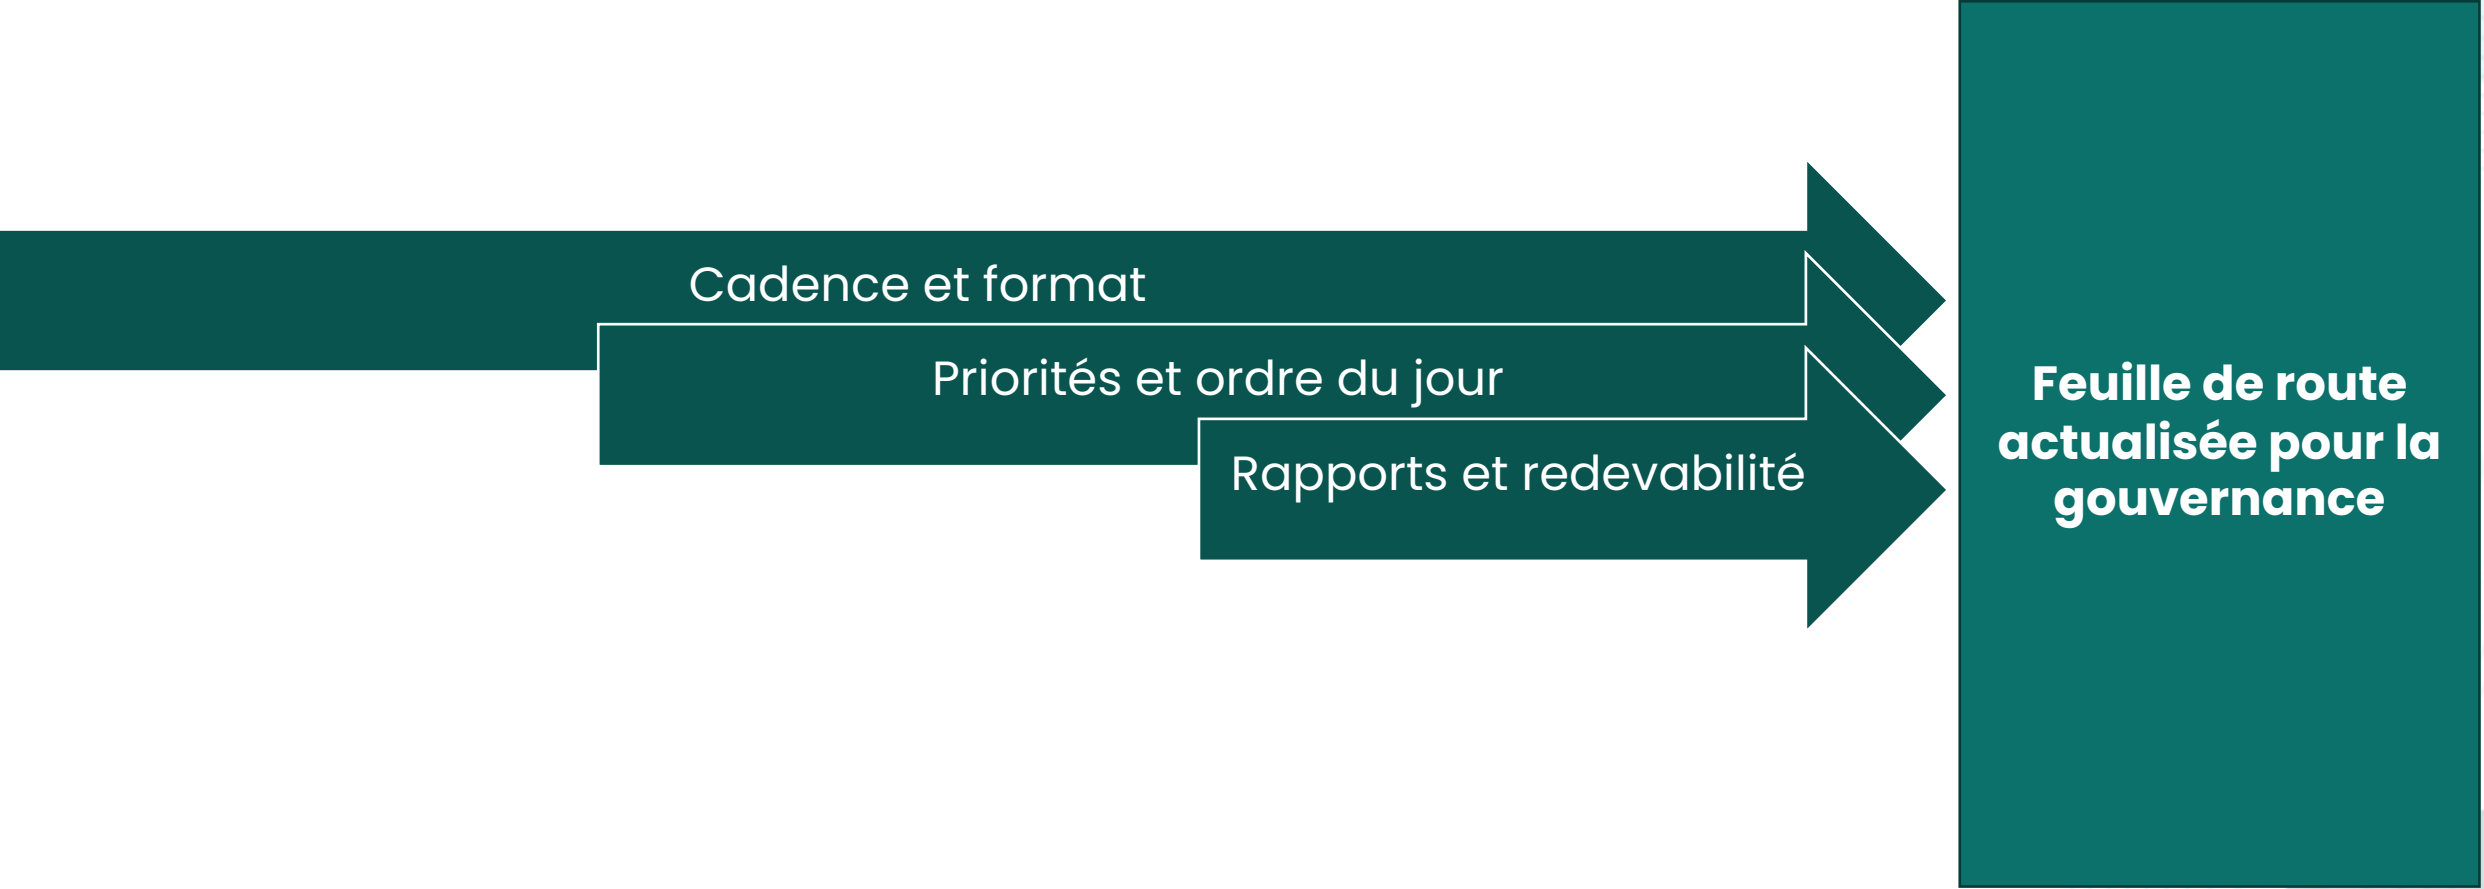 Cadence et format
Priorités et ordre du jour
Rapports et redevabilité
Feuille de route
actualisée pour la
gouvernance